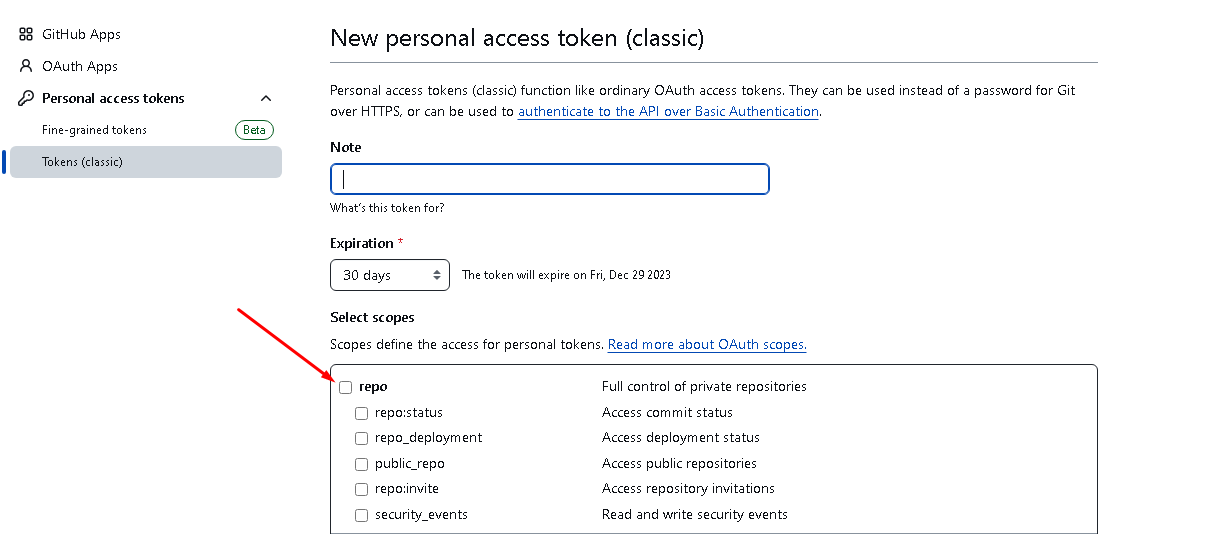 GitHub Apps
OAuth Apps
Personal access tokens
Fine-grained tokens Beta
Tokens (classic)
New personal access token (classic)
Personal access tokens (classic) function like ordinary OAuth access tokens. They can be used instead of a password for Git
over HTTPS, or can be used to authenticate to the API over Basic Authentication.
Note
What's this token for?
Expiration *
30 days The token will expire on Fri, Dec 29 2023
Select scopes
Scopes define the access for personal tokens. Read more about OAuth scopes.
repo Full control of private repositories
repo:status Access commit status
repo_deployment Access deployment status
public_repo Access public repositories
repo:invite Access repository invitations
security_events Read and write security events